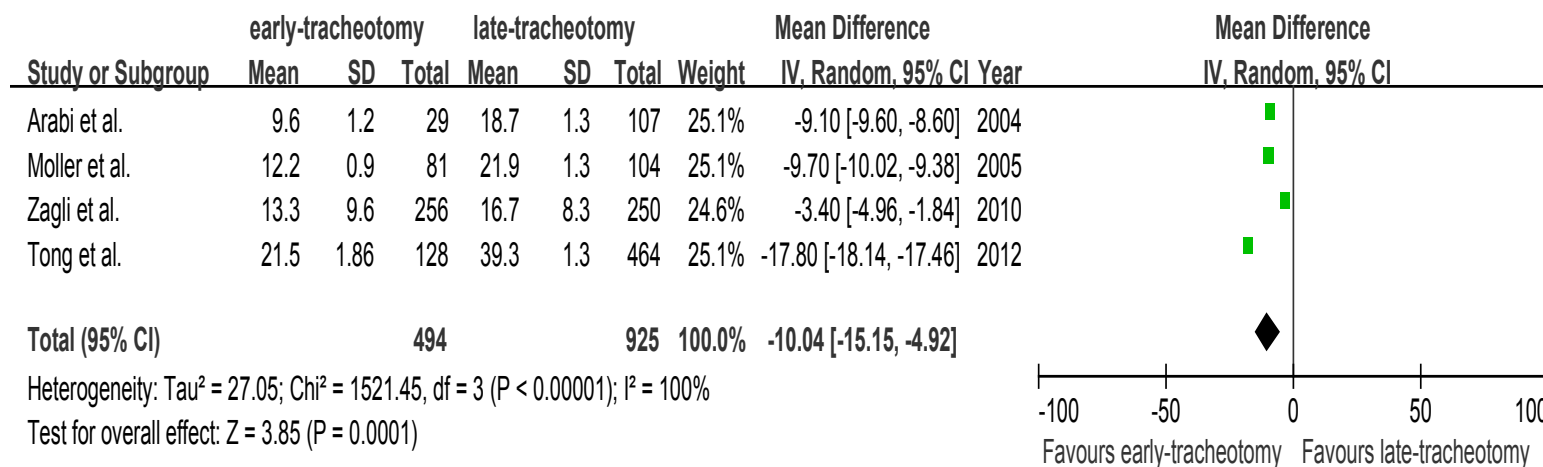 early-tracheotomy late-tracheotomy Mean Difference Mean Difference
Study or Subgroup Mean SD Total Mean SD Total Weight IV, Random, 95% CI Year IV, Random, 95% CI
Arabi et al. 9.6 1.2 29 18.7 1.3 107 25.1% -9.10 [-9.60, -8.60] 2004
Moller et al. 12.2 0.9 81 21.9 1.3 104 25.1% -9.70 [-10.02, -9.38] 2005
Zagli et al. 13.3 9.6 256 16.7 8.3 250 24.6% -3.40 [-4.96, -1.84] 2010
Tong et al. 21.5 1.86 128 39.3 1.3 464 25.1% -17.80 [-18.14, -17.46] 2012
Total (95% CI) 494 925 100.0% -10.04 [-15.15, -4.92]
Heterogeneity: Tau² = 27.05; Chi² = 1521.45, df = 3 (P < 0.00001); I² = 100%
Test for overall effect: Z = 3.85 (P = 0.0001)
-100 -50 0 50 100
Favours early-tracheotomy Favours late-tracheotomy